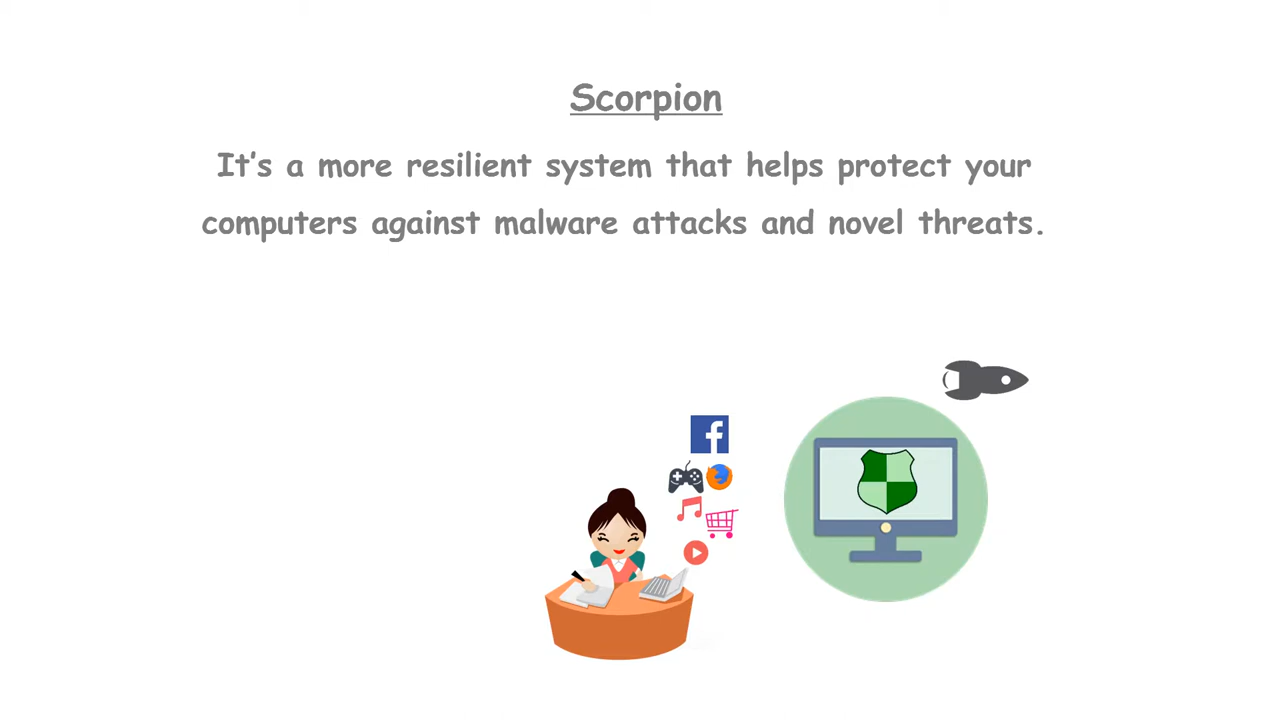 Scorpion
It's a more resilient system that helps protect your
computers against malware attacks and novel threats.